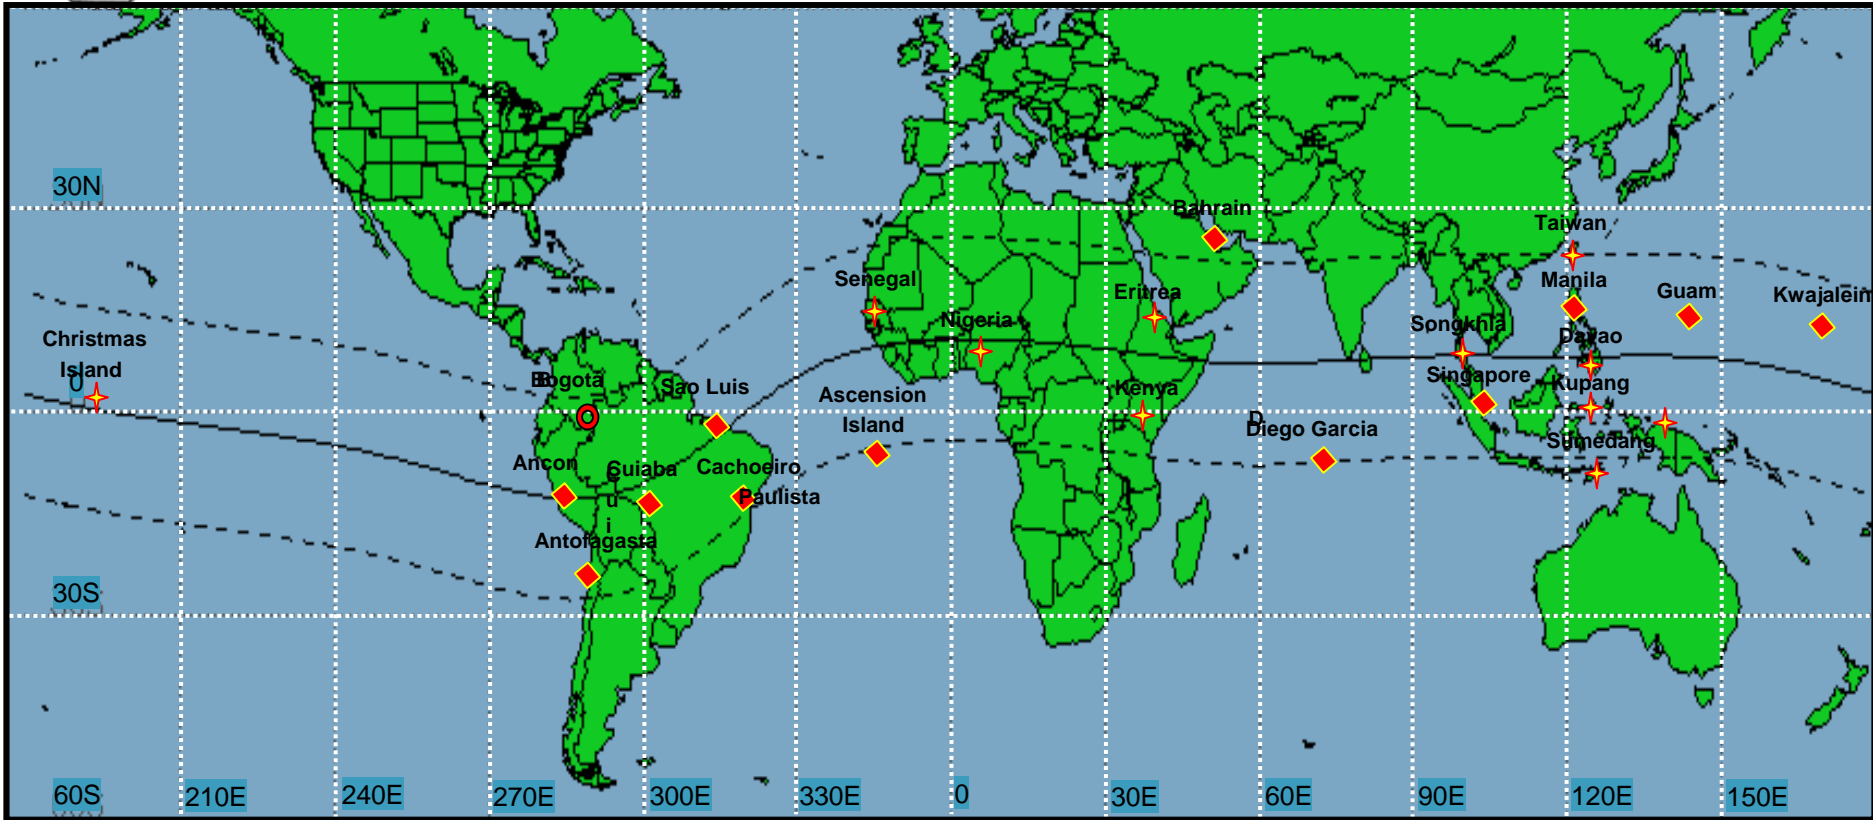 30N
Bahrain
Taiwan
Senegal
Eritrea
Manila
Guam
Kwajalein
Nigeria
Songkhla
Davao
Christmas
Island
0
Bogota
Sao Luis
Ascension
Island
Kenya
Singapore
Kupang
D
Diego Garcia
Sumedang
Ancon
Cuiaba
Cachoeiro
Paulista
u
i
Antofagasta
30S
60S
210E
240E
270E
300E
330E
0
30E
60E
90E
120E
150E